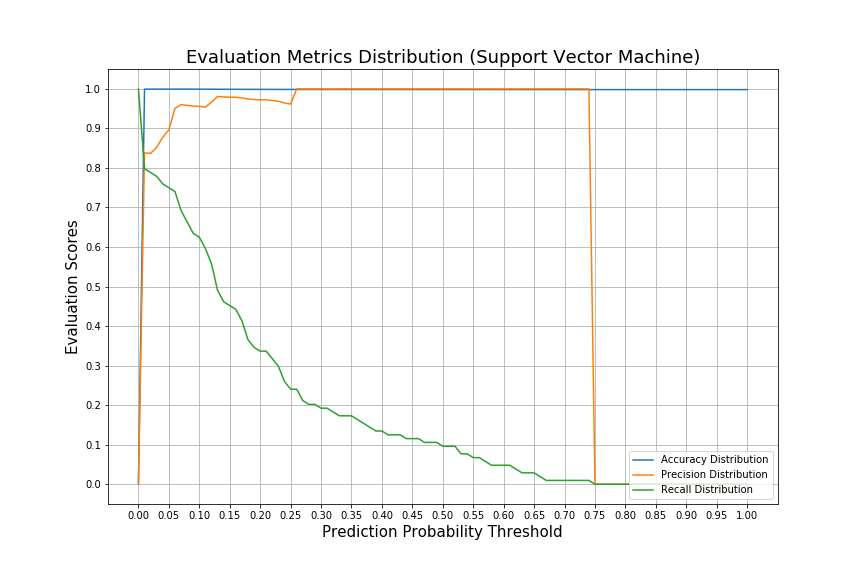 Evaluation Metrics Distribution (Support Vector Machine)
Evaluation Scores
1.0
0.9
0.8
0.7
0.6
0.5
0.4
0.3
0.2
0.1
0.0
Accuracy Distribution
Precision Distribution
Recall Distribution
0.00 0.05 0.10 0.15 0.20 0.25 0.30 0.35 0.40 0.45 0.50 0.55 0.60 0.65 0.70 0.75 0.80 0.85 0.90 0.95 1.00
Prediction Probability Threshold